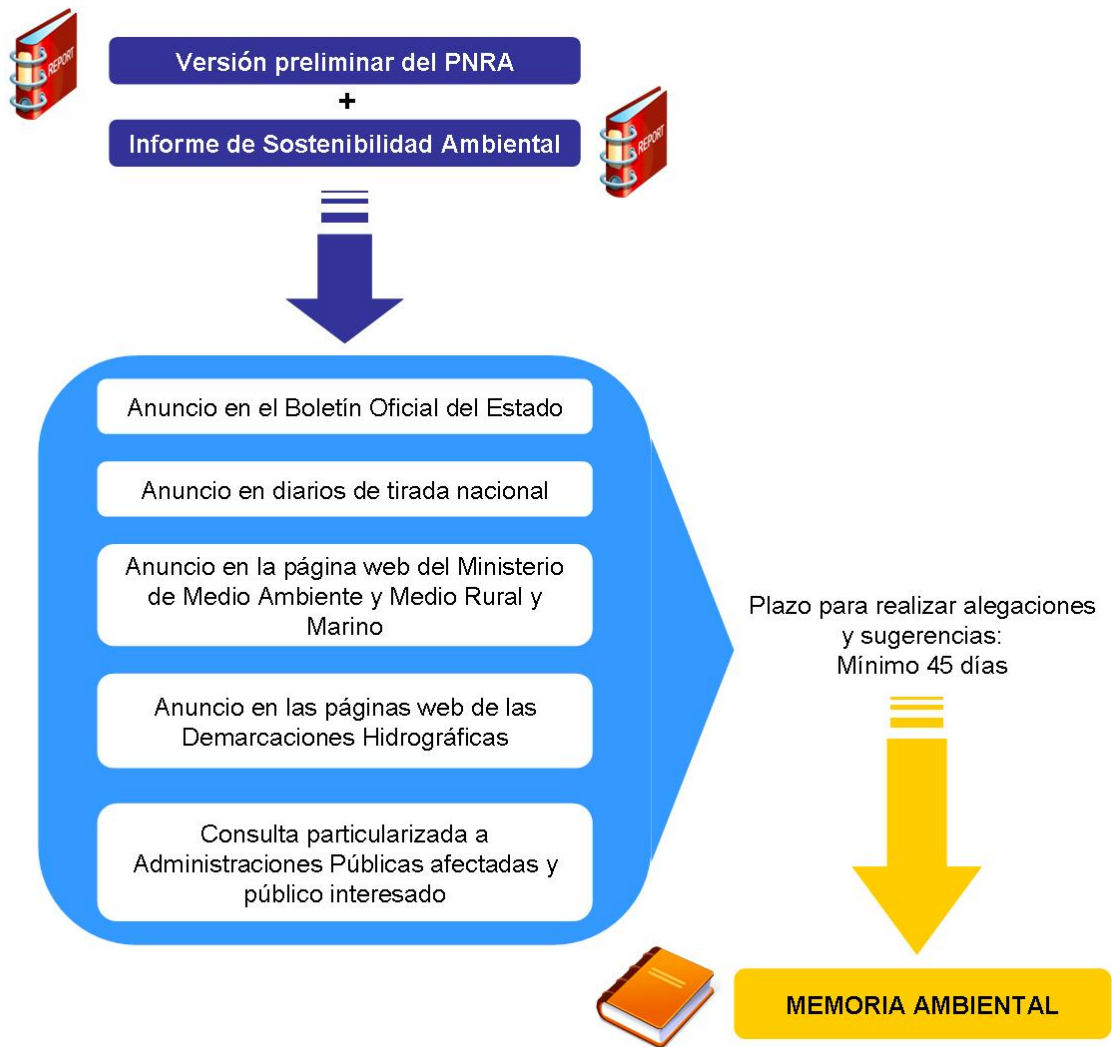 REPORT
Versión preliminar del PNRA
+
Informe de Sostenibilidad Ambiental
REPORT
Anuncio en el Boletín Oficial del Estado
Anuncio en diarios de tirada nacional
Anuncio en la página web del Ministerio
de Medio Ambiente y Medio Rural y
Marino
Anuncio en las páginas web de las
Demarcaciones Hidrográficas
Consulta particularizada a
Administraciones Públicas afectadas y
público interesado
Plazo para realizar alegaciones
y sugerencias:
Mínimo 45 días
MEMORIA AMBIENTAL